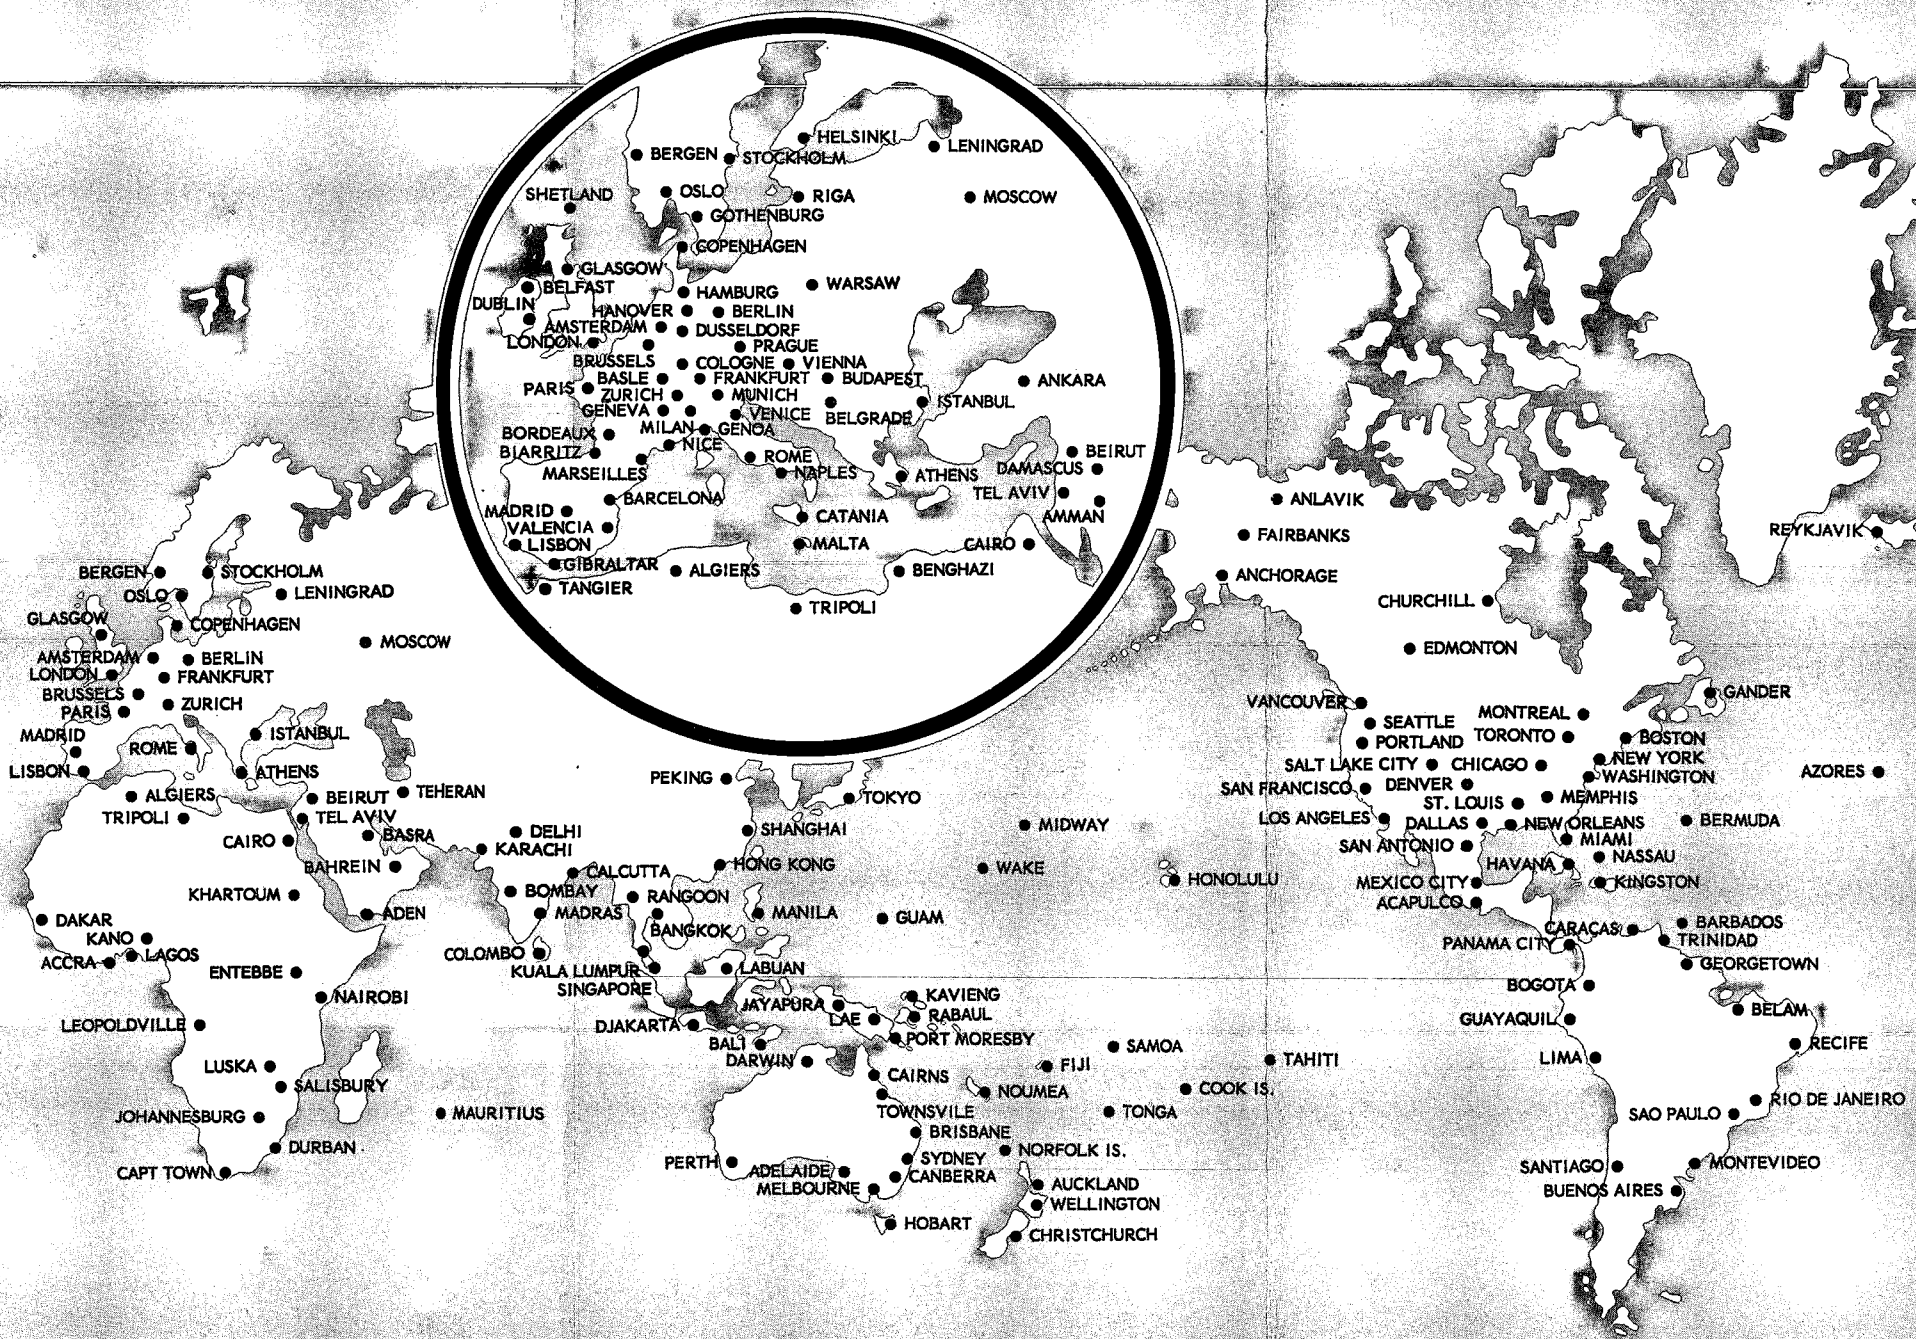 HELSINKI
LENINGRAD
BERGEN
STOCKHOLM
SHETLAND
OSLO
RIGA
MOSCOW
GOTHENBURG
COPENHAGEN
GLASGOW
BELFAST
WARSAW
DUBLIN
HAMBURG
HANOVER
BERLIN
AMSTERDAM
DUSSELDORF
LONDON
PRAGUE
BRUSSELS
COLOGNE
VIENNA
BASLE
FRANKFURT
BUDAPEST
ANKARA
PARIS
ZURICH
MUNICH
ISTANBUL
GENEVA
VENICE
BELGRADE
MILAN
GENOA
BORDEAUX
NICE
BIARRITZ
ROME
BEIRUT
MARSEILLES
NAPLES
ATHENS
DAMASCUS
BARCELONA
TEL AVIV
MADRID
CATANIA
AMMAN
VALENCIA
LISBON
MALTA
CAIRO
GIBRALTAR
ALGIERS
BENGHAZI
TANGIER
TRIPOLI
BERGEN
STOCKHOLM
OSLO
LENINGRAD
GLASGOW
COPENHAGEN
MOSCOW
AMSTERDAM
BERLIN
LONDON
FRANKFURT
BRUSSELS
PARIS
ZURICH
MADRID
ROME
ISTANBUL
LISBON
ATHENS
ALGIERS
BEIRUT
TEHERAN
TRIPOLI
TEL AVIV
CAIRO
BASRA
BAHREIN
KHARTOUM
DAKAR
ADEN
KANO
LAGOS
ACCRA
ENTEBBE
NAIROBI
LEOPOLDVILLE
LUSKA
SALISBURY
JOHANNESBURG
MAURITIUS
DURBAN
CAPT TOWN
PEKING
TOKYO
DELHI
SHANGHAI
KARACHI
CALCUTTA
HONG KONG
BOMBAY
RANGOON
MADRAS
MANILA
GUAM
BANGKOK
COLOMBO
KUALA LUMPUR
LABUAN
SINGAPORE
JAYAPURA
KAVIENG
DJAKARTA
LAE
RABAUL
BALI
PORT MORESBY
DARWIN
CAIRNS
TOWNSVILE
BRISBANE
PERTH
ADELAIDE
SYDNEY
CANBERRA
MELBOURNE
HOBART
MIDWAY
WAKE
HONOLULU
SAMOA
FIJI
TAHITI
NOUMEA
COOK IS.
TONGA
NORFOLK IS.
AUCKLAND
WELLINGTON
CHRISTCHURCH
ANLAVIK
FAIRBANKS
REYKJAVIK
ANCHORAGE
CHURCHILL
EDMONTON
VANCOUVER
GANDER
SEATTLE
MONTREAL
PORTLAND
TORONTO
BOSTON
SALT LAKE CITY
CHICAGO
NEW YORK
WASHINGTON
AZORES
SAN FRANCISCO
DENVER
MEMPHIS
ST. LOUIS
LOS ANGELES
DALLAS
NEW ORLEANS
BERMUDA
SAN ANTONIO
MIAMI
HAVANA
NASSAU
MEXICO CITY
KINGSTON
ACAPULCO
CARACAS
BARBADOS
PANAMA CITY
TRINIDAD
GEORGETOWN
BOGOTA
BELAM
GUAYAQUIL
RECIFE
LIMA
RIO DE JANEIRO
SAO PAULO
SANTIAGO
MONTEVIDEO
BUENOS AIRES